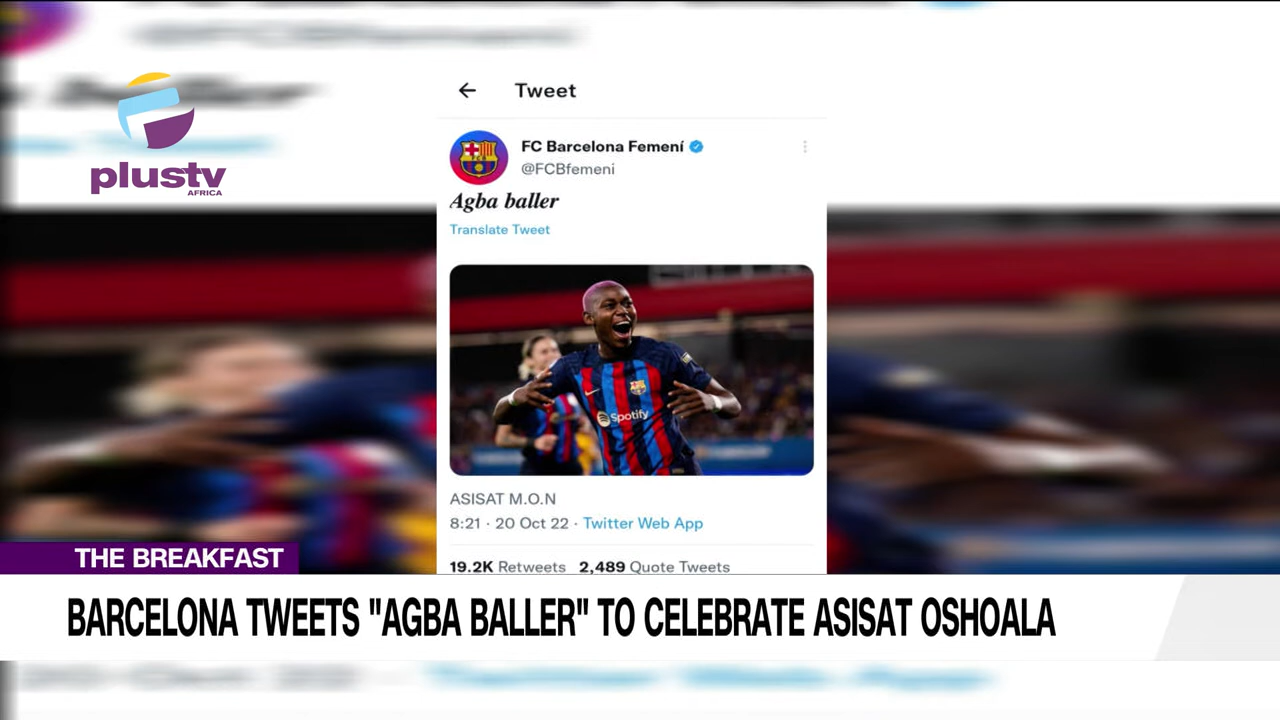 plustv
AFRICA
Tweet
FC Barcelona Femení
@FCBfemeni
Agba baller
Translate Tweet
Spotify
ASISAT M.O.N
8:21 · 20 Oct 22 · Twitter Web App
19.2K Retweets 2,489 Quote Tweets
THE BREAKFAST
BARCELONA TWEETS "AGBA BALLER" TO CELEBRATE ASISAT OSHOALA